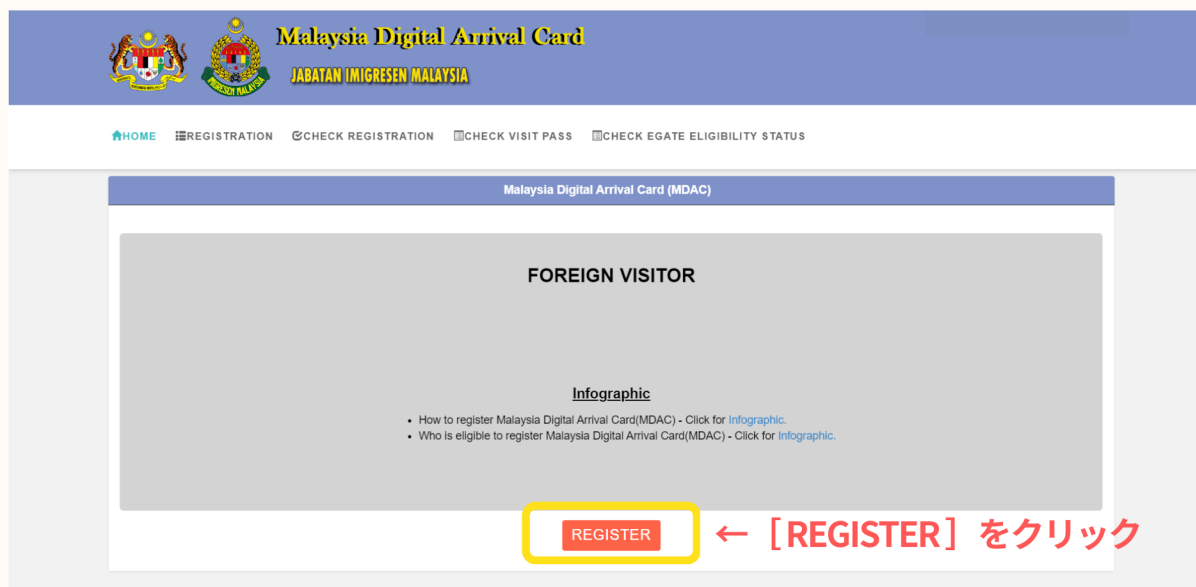 Malaysia Digital Arrival Card
JABATAN IMIGRESEN MALAYSIA
HOME REGISTRATION CHECK REGISTRATION CHECK VISIT PASS CHECK EGATE ELIGIBILITY STATUS
Malaysia Digital Arrival Card (MDAC)
FOREIGN VISITOR
Infographic
• How to register Malaysia Digital Arrival Card(MDAC) - Click for Infographic.
• Who is eligible to register Malaysia Digital Arrival Card(MDAC) - Click for Infographic.
REGISTER ←［REGISTER］をクリック